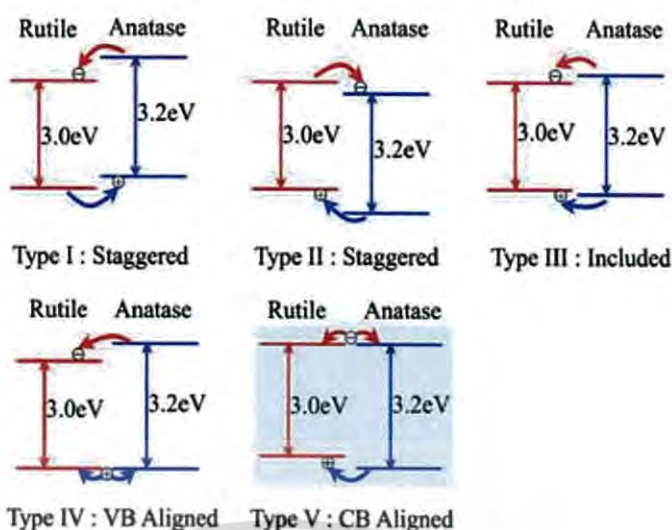 Rutile Anatase Rutile Anatase Rutile Anatase
3.0eV 3.2eV 3.0eV 3.2eV 3.0eV 3.2eV
Type I : Staggered Type II : Staggered Type III : Included
Rutile Anatase Rutile Anatase
3.0eV 3.2eV 3.0eV 3.2eV
Type IV : VB Aligned Type V : CB Aligned